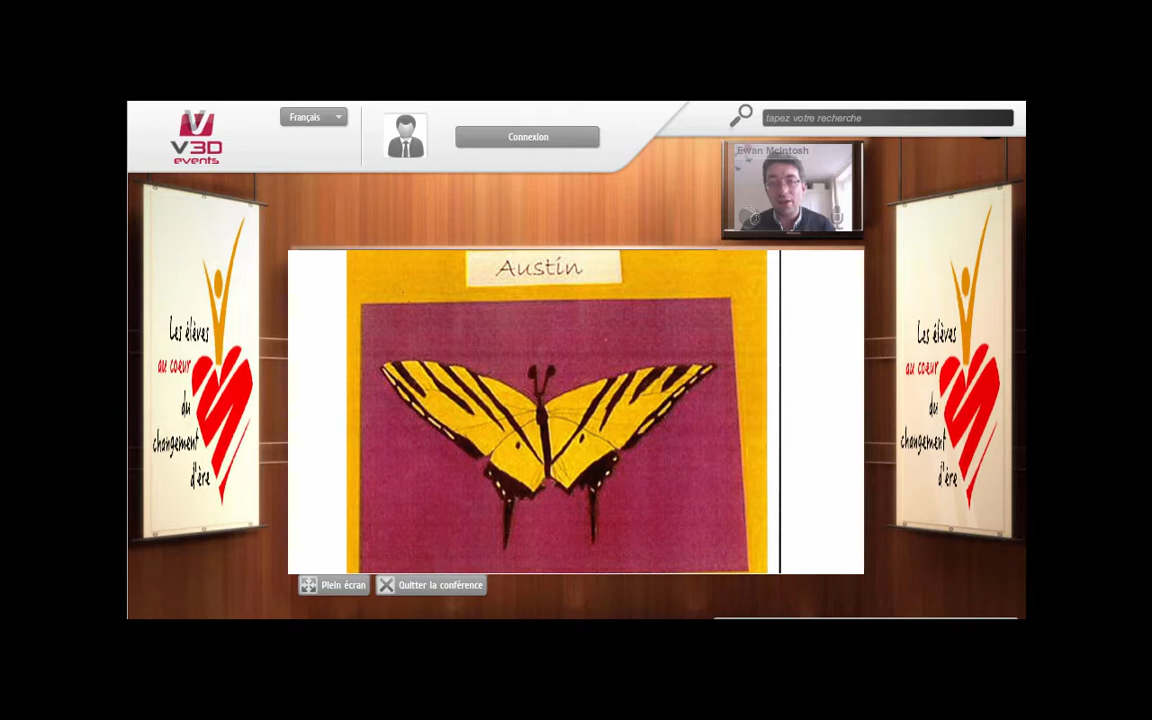 V3D
events
Français
Connexion
tapez votre recherche
Ewan McIntosh
Les élèves
au coeur
du
changement
d'ère
Austin
Les élèves
au coeur
du
changement
d'ère
Plein écran
Quitter la conférence